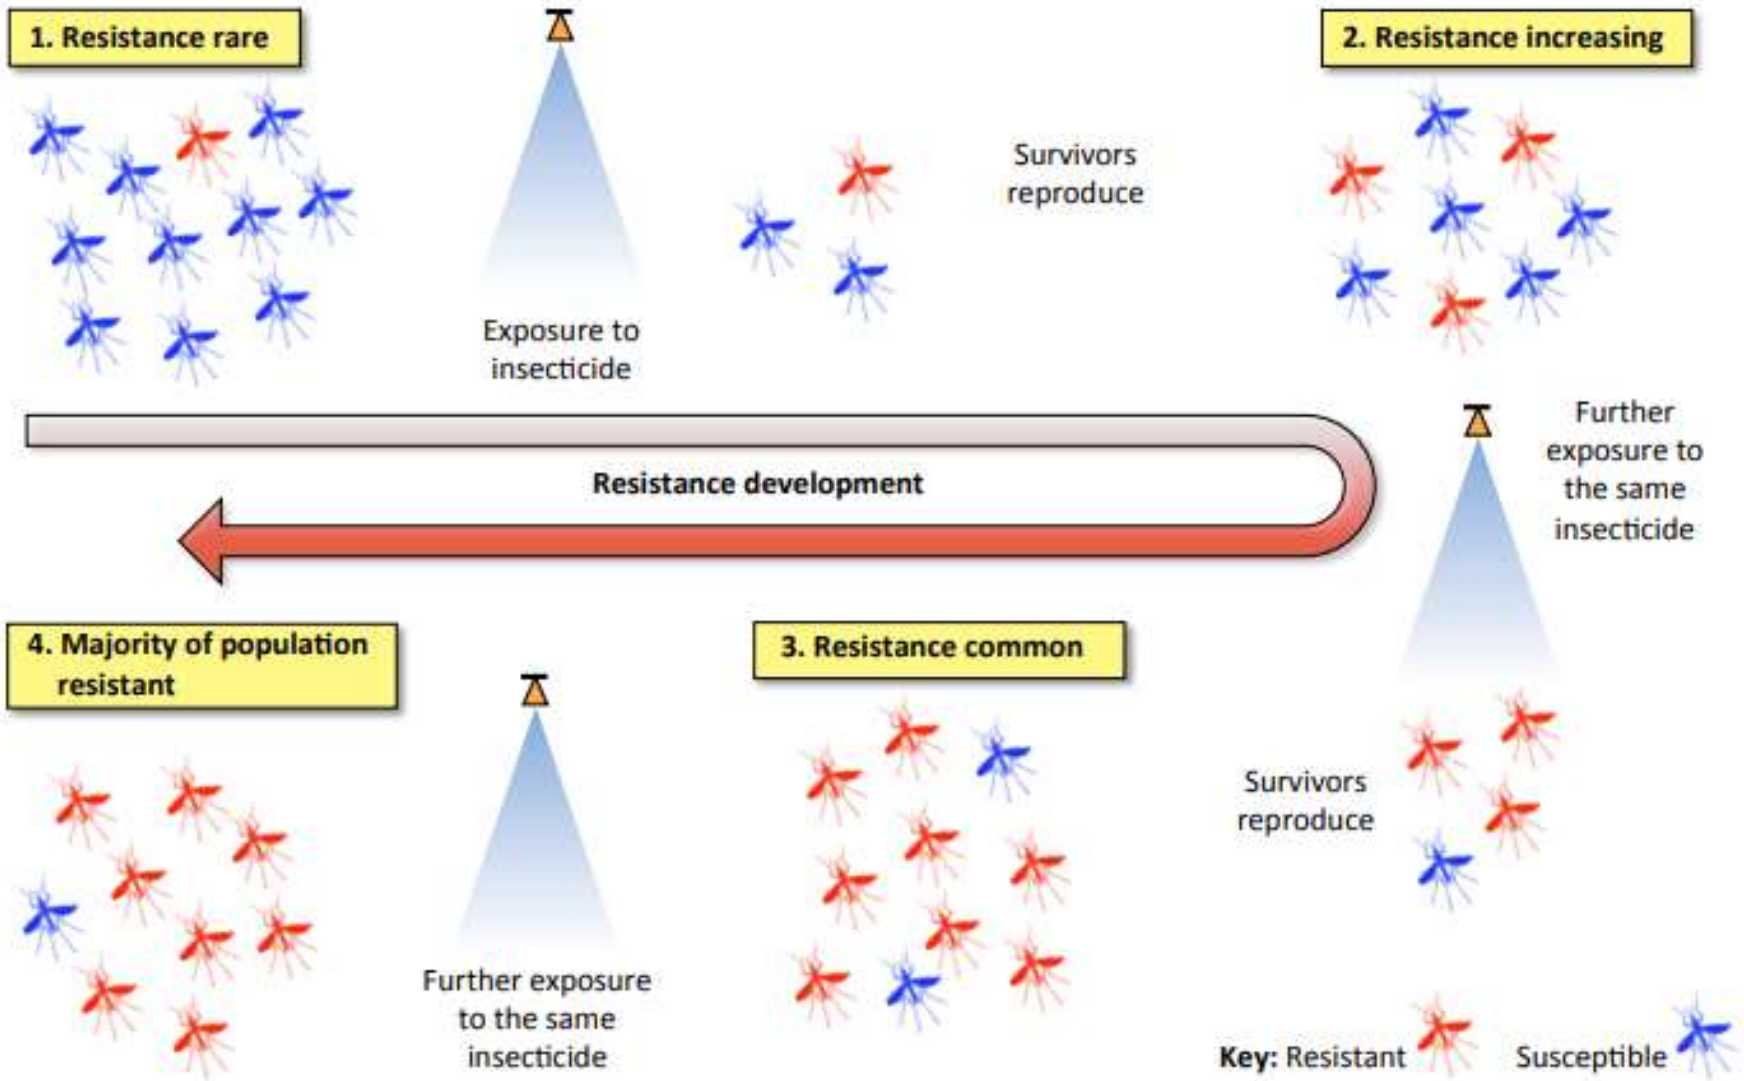 1. Resistance rare
Exposure to
insecticide
Survivors
reproduce
2. Resistance increasing
Further
exposure to
the same
insecticide
Resistance development
Survivors
reproduce
3. Resistance common
Further exposure
to the same
insecticide
4. Majority of population
resistant
Key: Resistant
Susceptible